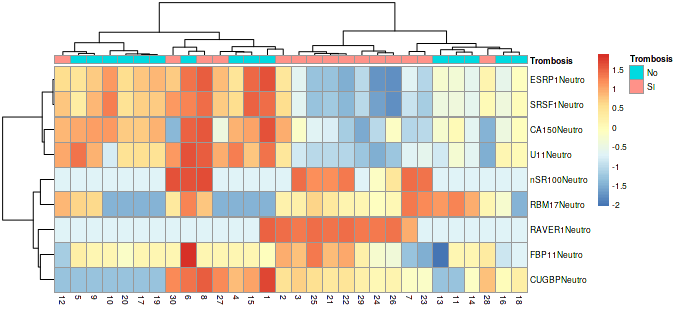 Trombosis
ESRP1Neutro
SRSF1Neutro
CA150Neutro
U11Neutro
nSR100Neutro
RBM17Neutro
RAVER1Neutro
FBP11Neutro
CUGBPNeutro
12 5 9 10 20 17 19 30 6 8 27 4 15 1 2 3 25 21 22 29 24 26 7 23 13 11 14 28 16 18
1.5
1
0.5
0
-0.5
-1
-1.5
-2
Trombosis
No
SI